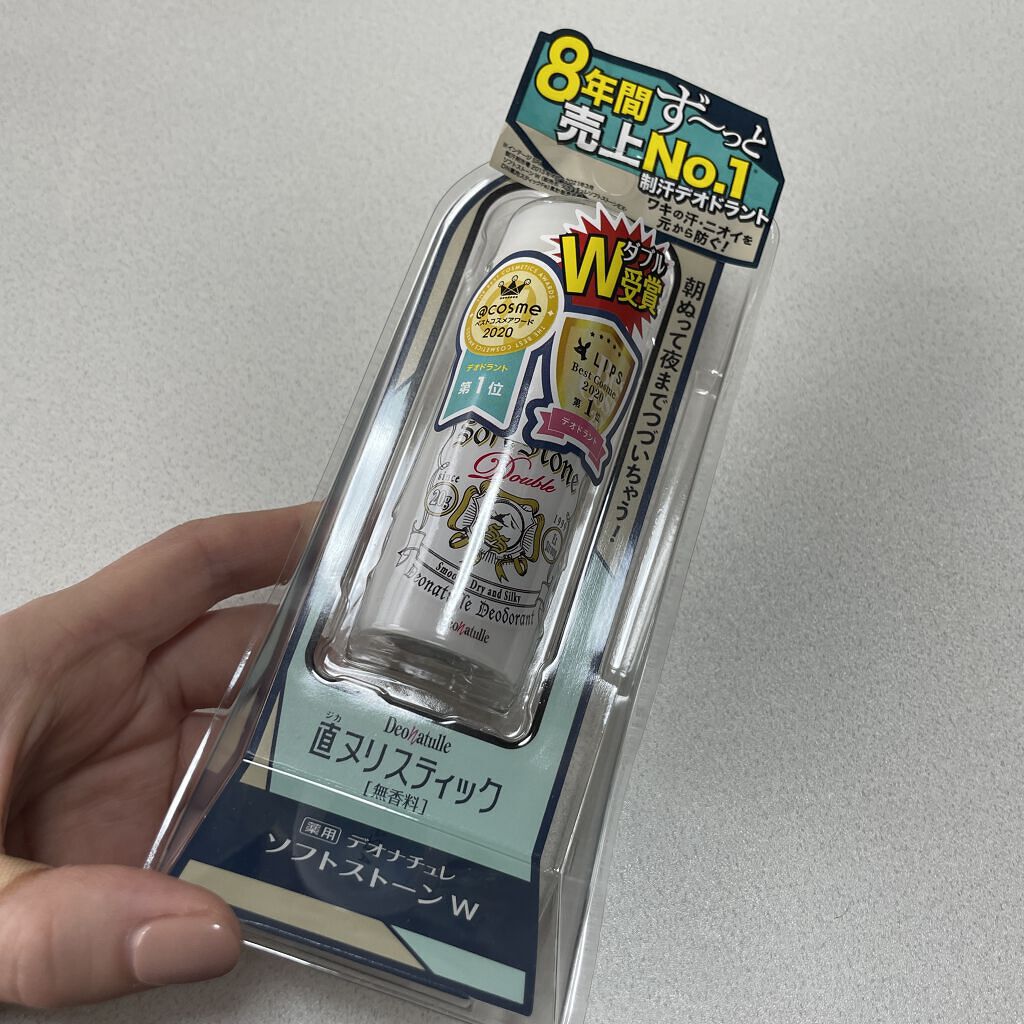 8年間ず〜っと
売上No.1
制汗デオドラント
ワキの汗・ニオイを
元から防ぐ!
朝ぬって夜までつづいちゃう!
ダブル
W受賞
@cosme
ベストコスメアワード
2020
デオドラント
第1位
LIPS
Best Cosme
2020
第1位
デオドラント
Double
since
20g
Smooth Dry and Silky
Deonatulle Deodorant
DeoNatulle
DeoNatulle
ジカ
直ヌリスティック
[無香料]
薬用 デオナチュレ
ソフトストーンW